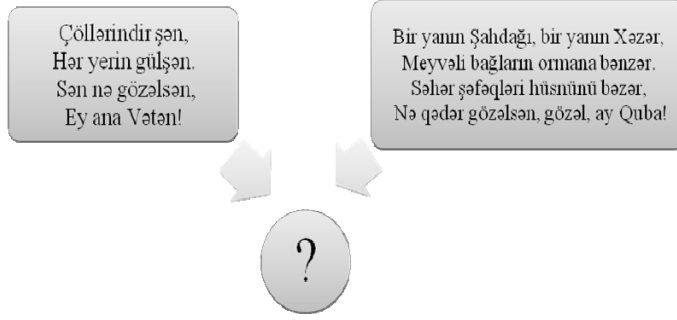 Çöllərindir şən,
Hər yerin gülşən.
Sən nə gözəlsən,
Ey ana Vətən!
Bir yanın Şahdağı, bir yanın Xəzər,
Meyvəli bağların ormana bənzər.
Səhər şəfəqləri hüsnünü bəzər,
Nə qədər gözəlsən, gözəl, ay Quba!
?